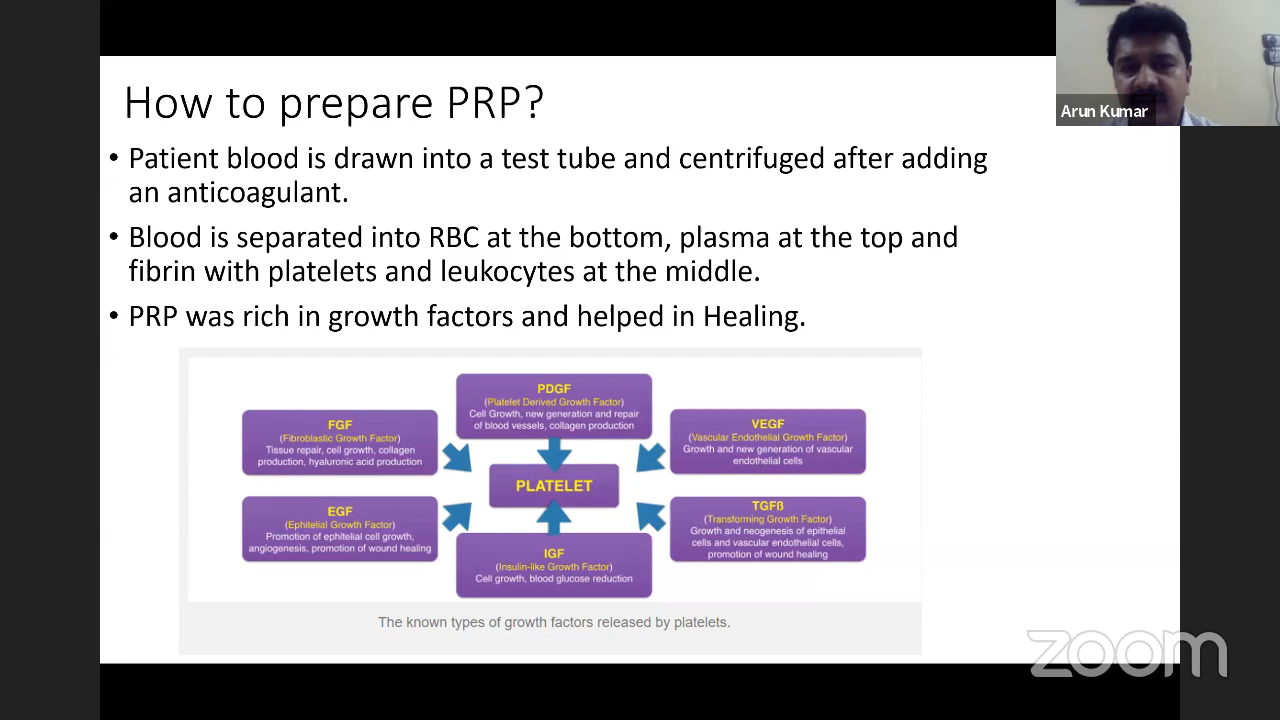 How to prepare PRP?
Arun Kumar
• Patient blood is drawn into a test tube and centrifuged after adding
an anticoagulant.
• Blood is separated into RBC at the bottom, plasma at the top and
fibrin with platelets and leukocytes at the middle.
• PRP was rich in growth factors and helped in Healing.
PDGF
(Platelet Derived Growth Factor)
Cell Growth, new generation and repair
of blood vessels, collagen production
FGF
(Fibroblastic Growth Factor)
Tissue repair, cell growth, collagen
production, hyaluronic acid production
VEGF
(Vascular Endothelial Growth Factor)
Growth and new generation of vascular
endothelial cells
PLATELET
EGF
(Ephitelial Growth Factor)
Promotion of ephitelial cell growth,
angiogenesis, promotion of wound healing
TGFß
(Transforming Growth Factor)
Growth and neogenesis of epithelial
cells and vascular endothelial cells,
promotion of wound healing
IGF
(Insulin-like Growth Factor)
Cell growth, blood glucose reduction
The known types of growth factors released by platelets.
zoom